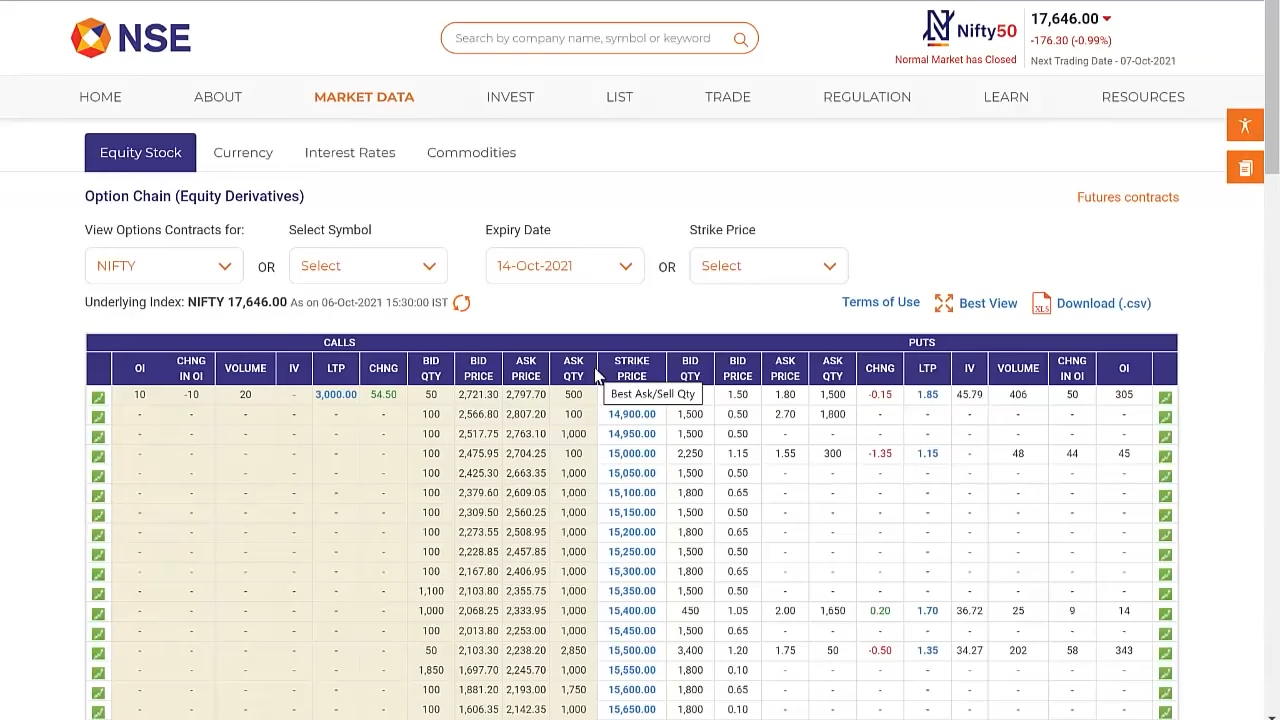 NSE
Search by company name, symbol or keyword
Nifty50
Normal Market has Closed
17,646.00
-176.30 (-0.99%)
Next Trading Date - 07-Oct-2021
HOME ABOUT MARKET DATA INVEST LIST TRADE REGULATION LEARN RESOURCES
Equity Stock Currency Interest Rates Commodities
Option Chain (Equity Derivatives) Futures contracts
View Options Contracts for: Select Symbol Expiry Date Strike Price
NIFTY OR Select 14-Oct-2021 OR Select
Underlying Index: NIFTY 17,646.00 As on 06-Oct-2021 15:30:00 IST Terms of Use Best View XLS Download (.csv)
CALLS PUTS
OI CHNG IN OI VOLUME IV LTP CHNG BID QTY BID PRICE ASK PRICE ASK QTY STRIKE PRICE BID QTY BID PRICE ASK PRICE ASK QTY CHNG LTP IV VOLUME CHNG IN OI OI
10 -10 20 - 3,000.00 54.50 50 2,721.30 2,797.70 500 Best Ask/Sell Qty 1.50 1.80 1,500 -0.15 1.85 45.79 406 50 305
- - - - - - 100 2,566.80 2,807.20 100 14,900.00 1,500 0.50 2.70 1,800 - - - - - -
- - - - - - 100 2,517.75 2,763.10 1,000 14,950.00 1,500 0.50 - - - - - - - -
- - - - - - 100 2,475.95 2,704.25 100 15,000.00 2,250 1.15 1.55 300 -1.35 1.15 - 48 44 45
- - - - - - 100 2,425.30 2,663.35 1,000 15,050.00 1,500 0.50 - - - - - - - -
- - - - - - 100 2,379.60 2,609.05 1,000 15,100.00 1,800 0.65 - - - - - - - -
- - - - - - 100 2,309.50 2,560.25 1,000 15,150.00 1,500 0.50 - - - - - - - -
- - - - - - 100 2,273.55 2,508.95 1,000 15,200.00 1,800 0.65 - - - - - - - -
- - - - - - 100 2,228.85 2,457.85 1,000 15,250.00 1,500 0.50 - - - - - - - -
- - - - - - 100 2,167.80 2,406.95 1,000 15,300.00 1,800 0.65 - - - - - - - -
- - - - - - 1,100 2,103.80 2,355.75 1,000 15,350.00 1,500 0.50 - - - - - - - -
- - - - - - 1,000 2,068.25 2,333.95 1,000 15,400.00 450 1.05 2.00 1,650 0.20 1.70 36.72 25 9 14
- - - - - - 100 2,013.80 2,253.00 1,000 15,450.00 1,500 0.65 - - - - - - - -
- - - - - - 50 2,103.30 2,238.20 2,850 15,500.00 3,400 1.20 1.75 50 -0.50 1.35 34.27 202 58 343
- - - - - - 1,850 1,697.70 2,245.70 1,000 15,550.00 1,800 0.10 - - - - - - - -
- - - - - - 100 1,881.20 2,193.00 1,750 15,600.00 1,800 0.65 - - - - - - - -
- - - - - - 100 1,606.35 2,142.35 1,000 15,650.00 1,800 0.10 - - - - - - - -